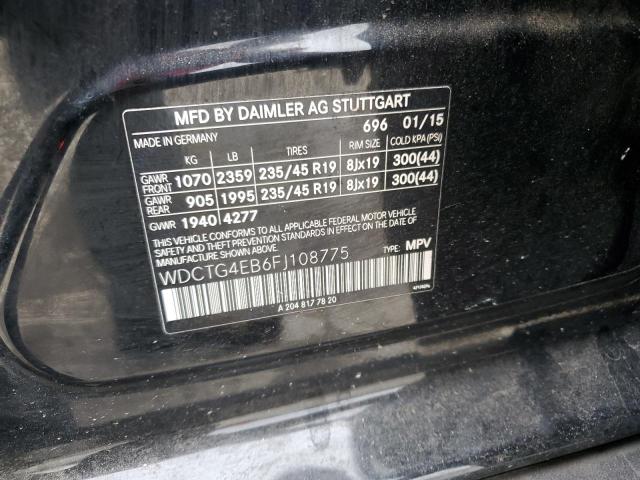 MFD BY DAIMLER AG STUTTGART
MADE IN GERMANY 696 01/15
KG LB TIRES RIM SIZE COLD KPA (PSI)
GAWR FRONT 1070 2359 235/45 R19 8Jx19 300(44)
GAWR REAR 905 1995 235/45 R19 8Jx19 300(44)
GVWR 1940 4277
THIS VEHICLE CONFORMS TO ALL APPLICABLE FEDERAL MOTOR VEHICLE
SAFETY AND THEFT PREVENTION STANDARDS IN EFFECT ON THE DATE OF
MANUFACTURE SHOWN ABOVE.
WDCTG4EB6FJ108775 TYPE: MPV
A 204 817 78 20